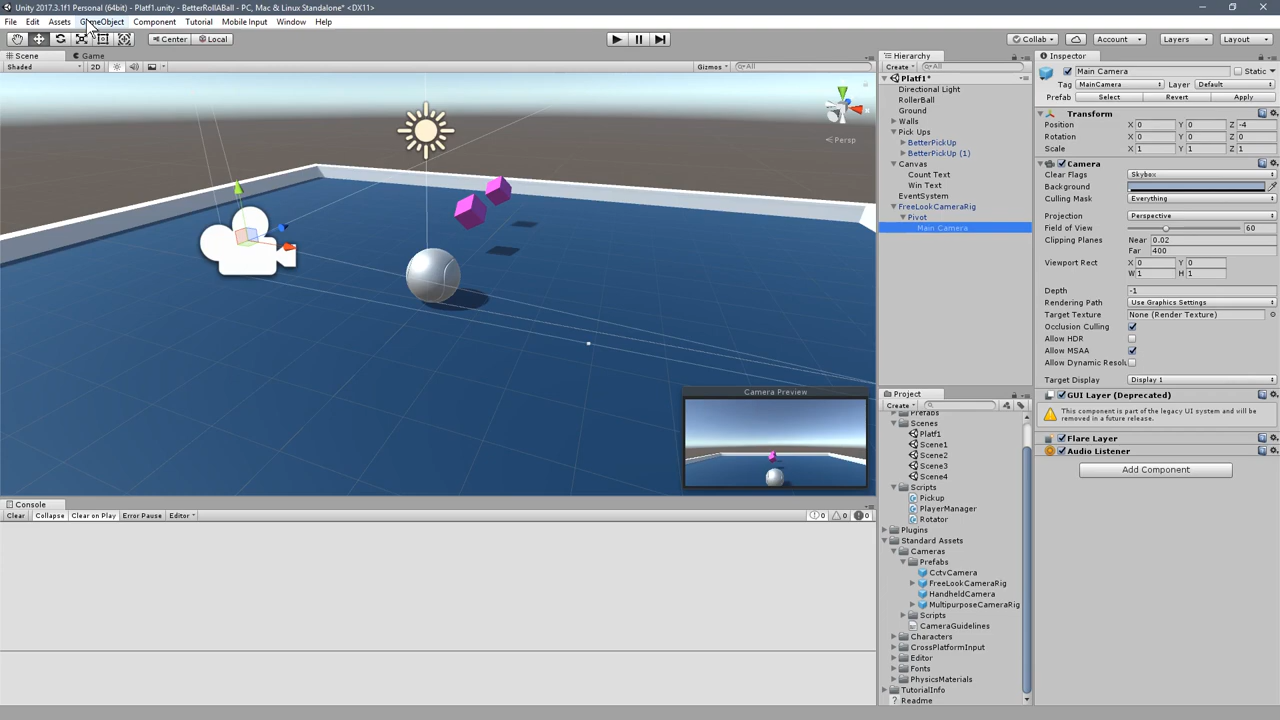 Unity 2017.3.1f1 Personal (64bit) - Platf1.unity - BetterRollABall - PC, Mac & Linux Standalone* <DX11>
File Edit Assets GameObject Component Tutorial Mobile Input Window Help
Center Local Collab Account Layers Layout
Scene Game
Shaded 2D Gizmos All
Persp
Camera Preview
Console
Clear Collapse Clear on Play Error Pause Editor 0 0 0
Hierarchy
Create All
Platf1*
Directional Light
RollerBall
Ground
Walls
Pick Ups
BetterPickUp
BetterPickUp (1)
Canvas
Count Text
Win Text
EventSystem
FreeLookCameraRig
Pivot
Main Camera
Project
Create
Prefabs
Scenes
Platf1
Scene1
Scene2
Scene3
Scene4
Scripts
Pickup
PlayerManager
Rotator
Plugins
Standard Assets
Cameras
Prefabs
CctvCamera
FreeLookCameraRig
HandheldCamera
MultipurposeCameraRig
Scripts
CameraGuidelines
Characters
CrossPlatformInput
Editor
Fonts
PhysicsMaterials
TutorialInfo
Readme
Inspector
Main Camera Static
Tag MainCamera Layer Default
Prefab Select Revert Apply
Transform
Position X 0 Y 0 Z -4
Rotation X 0 Y 0 Z 0
Scale X 1 Y 1 Z 1
Camera
Clear Flags Skybox
Background
Culling Mask Everything
Projection Perspective
Field of View 60
Clipping Planes Near 0.02
Far 400
Viewport Rect X 0 Y 0
W 1 H 1
Depth -1
Rendering Path Use Graphics Settings
Target Texture None (Render Texture)
Occlusion Culling
Allow HDR
Allow MSAA
Allow Dynamic Resol
Target Display Display 1
GUI Layer (Deprecated)
This component is part of the legacy UI system and will be
removed in a future release.
Flare Layer
Audio Listener
Add Component